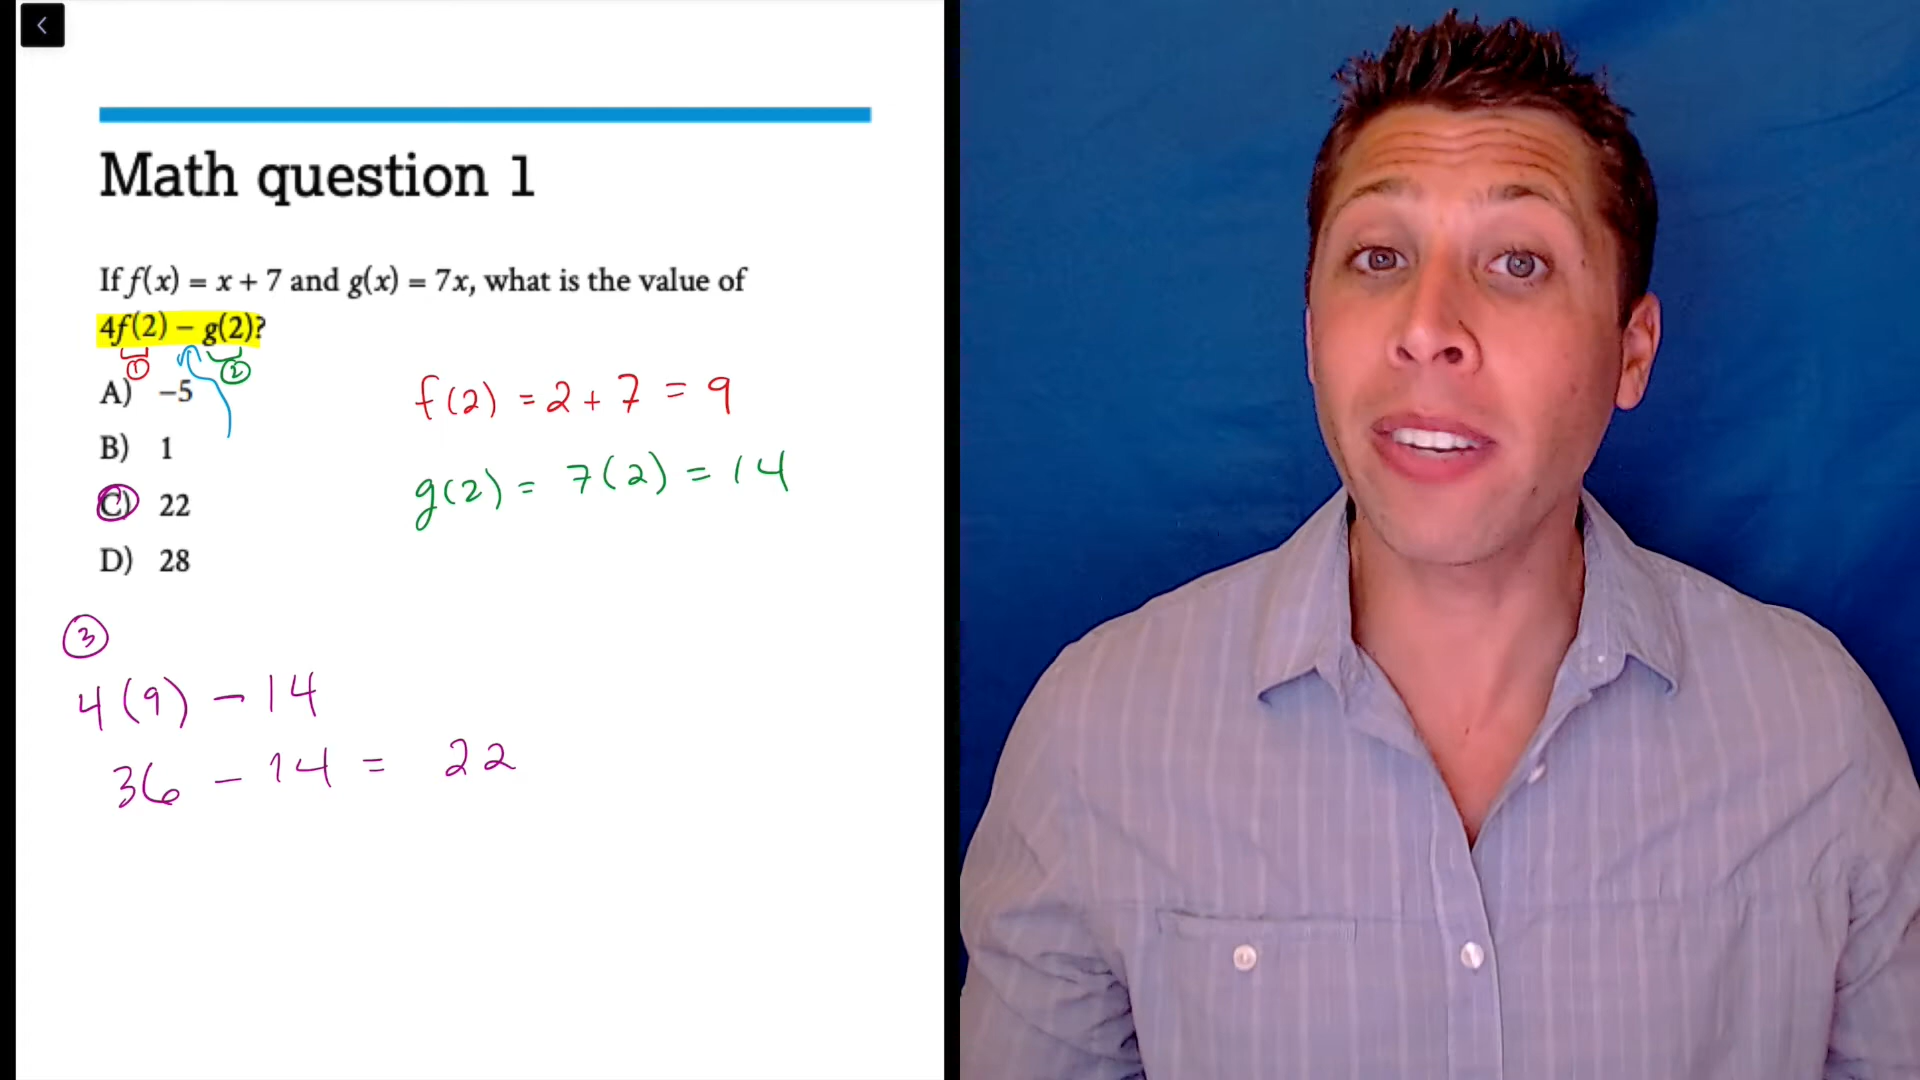 Math question 1
If f(x) = x + 7 and g(x) = 7x, what is the value of
4f(2) − g(2)?
① ②
A) −5
B) 1
C) 22
D) 28
f(2) = 2 + 7 = 9
g(2) = 7(2) = 14
③
4(9) − 14
36 − 14 = 22